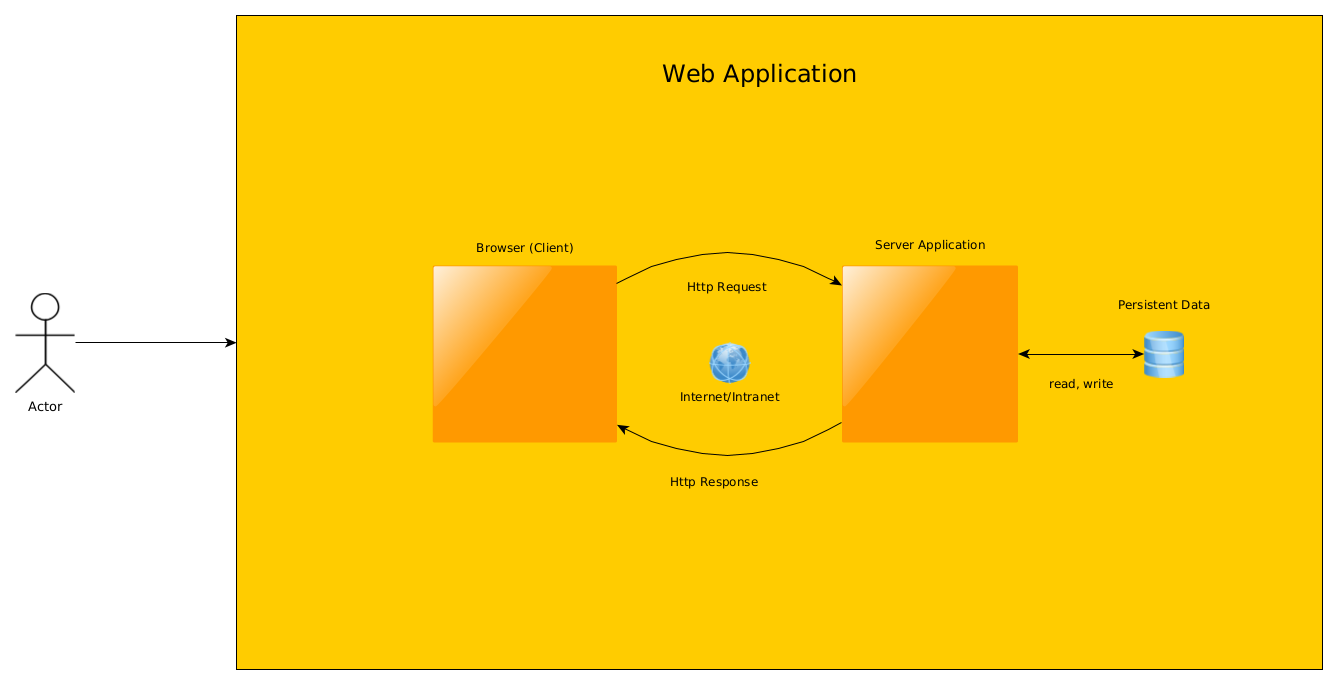 Web Application
Browser (Client)
Server Application
Http Request
Persistent Data
Internet/Intranet
read, write
Actor
Http Response